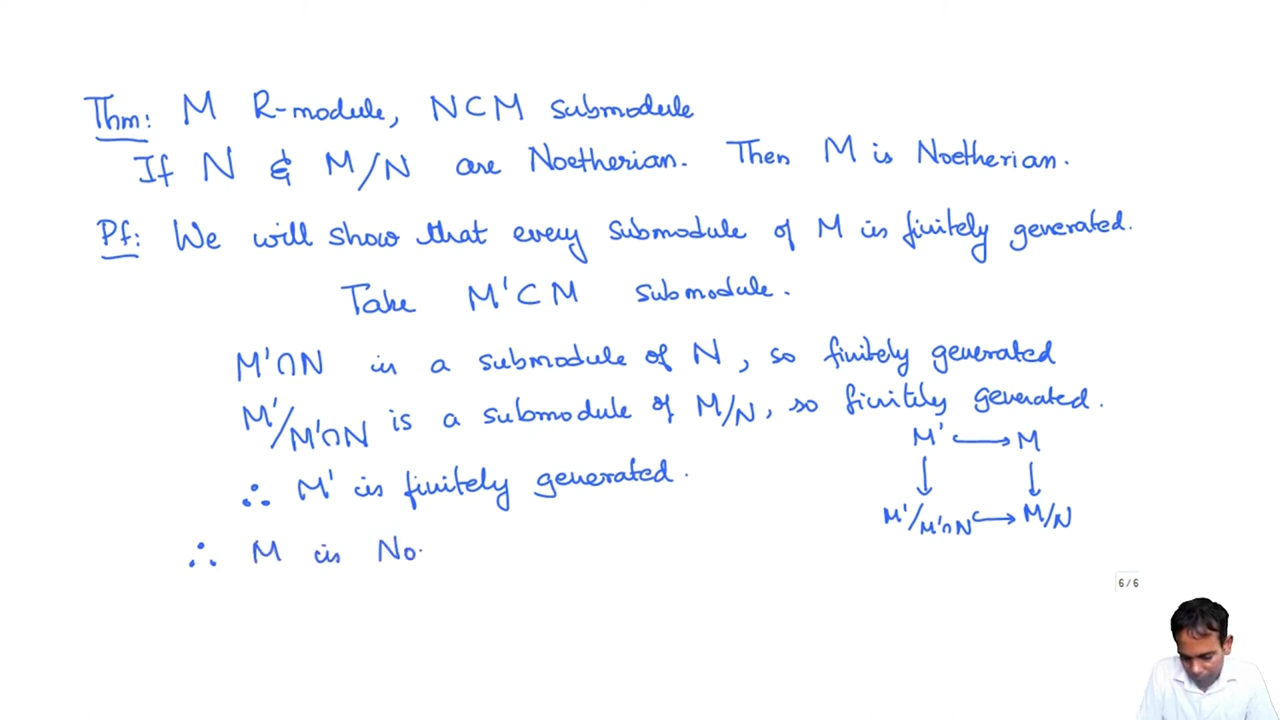 Thm: M R-module, N⊂M submodule
If N & M/N are Noetherian. Then M is Noetherian.
Pf: We will show that every submodule of M is finitely generated.
Take M'⊂M submodule.
M'∩N is a submodule of N, so finitely generated
M'/M'∩N is a submodule of M/N, so finitely generated.
M' ↪ M
↓ ↓
M'/M'∩N ↪ M/N
∴ M' is finitely generated.
∴ M is No
6/6